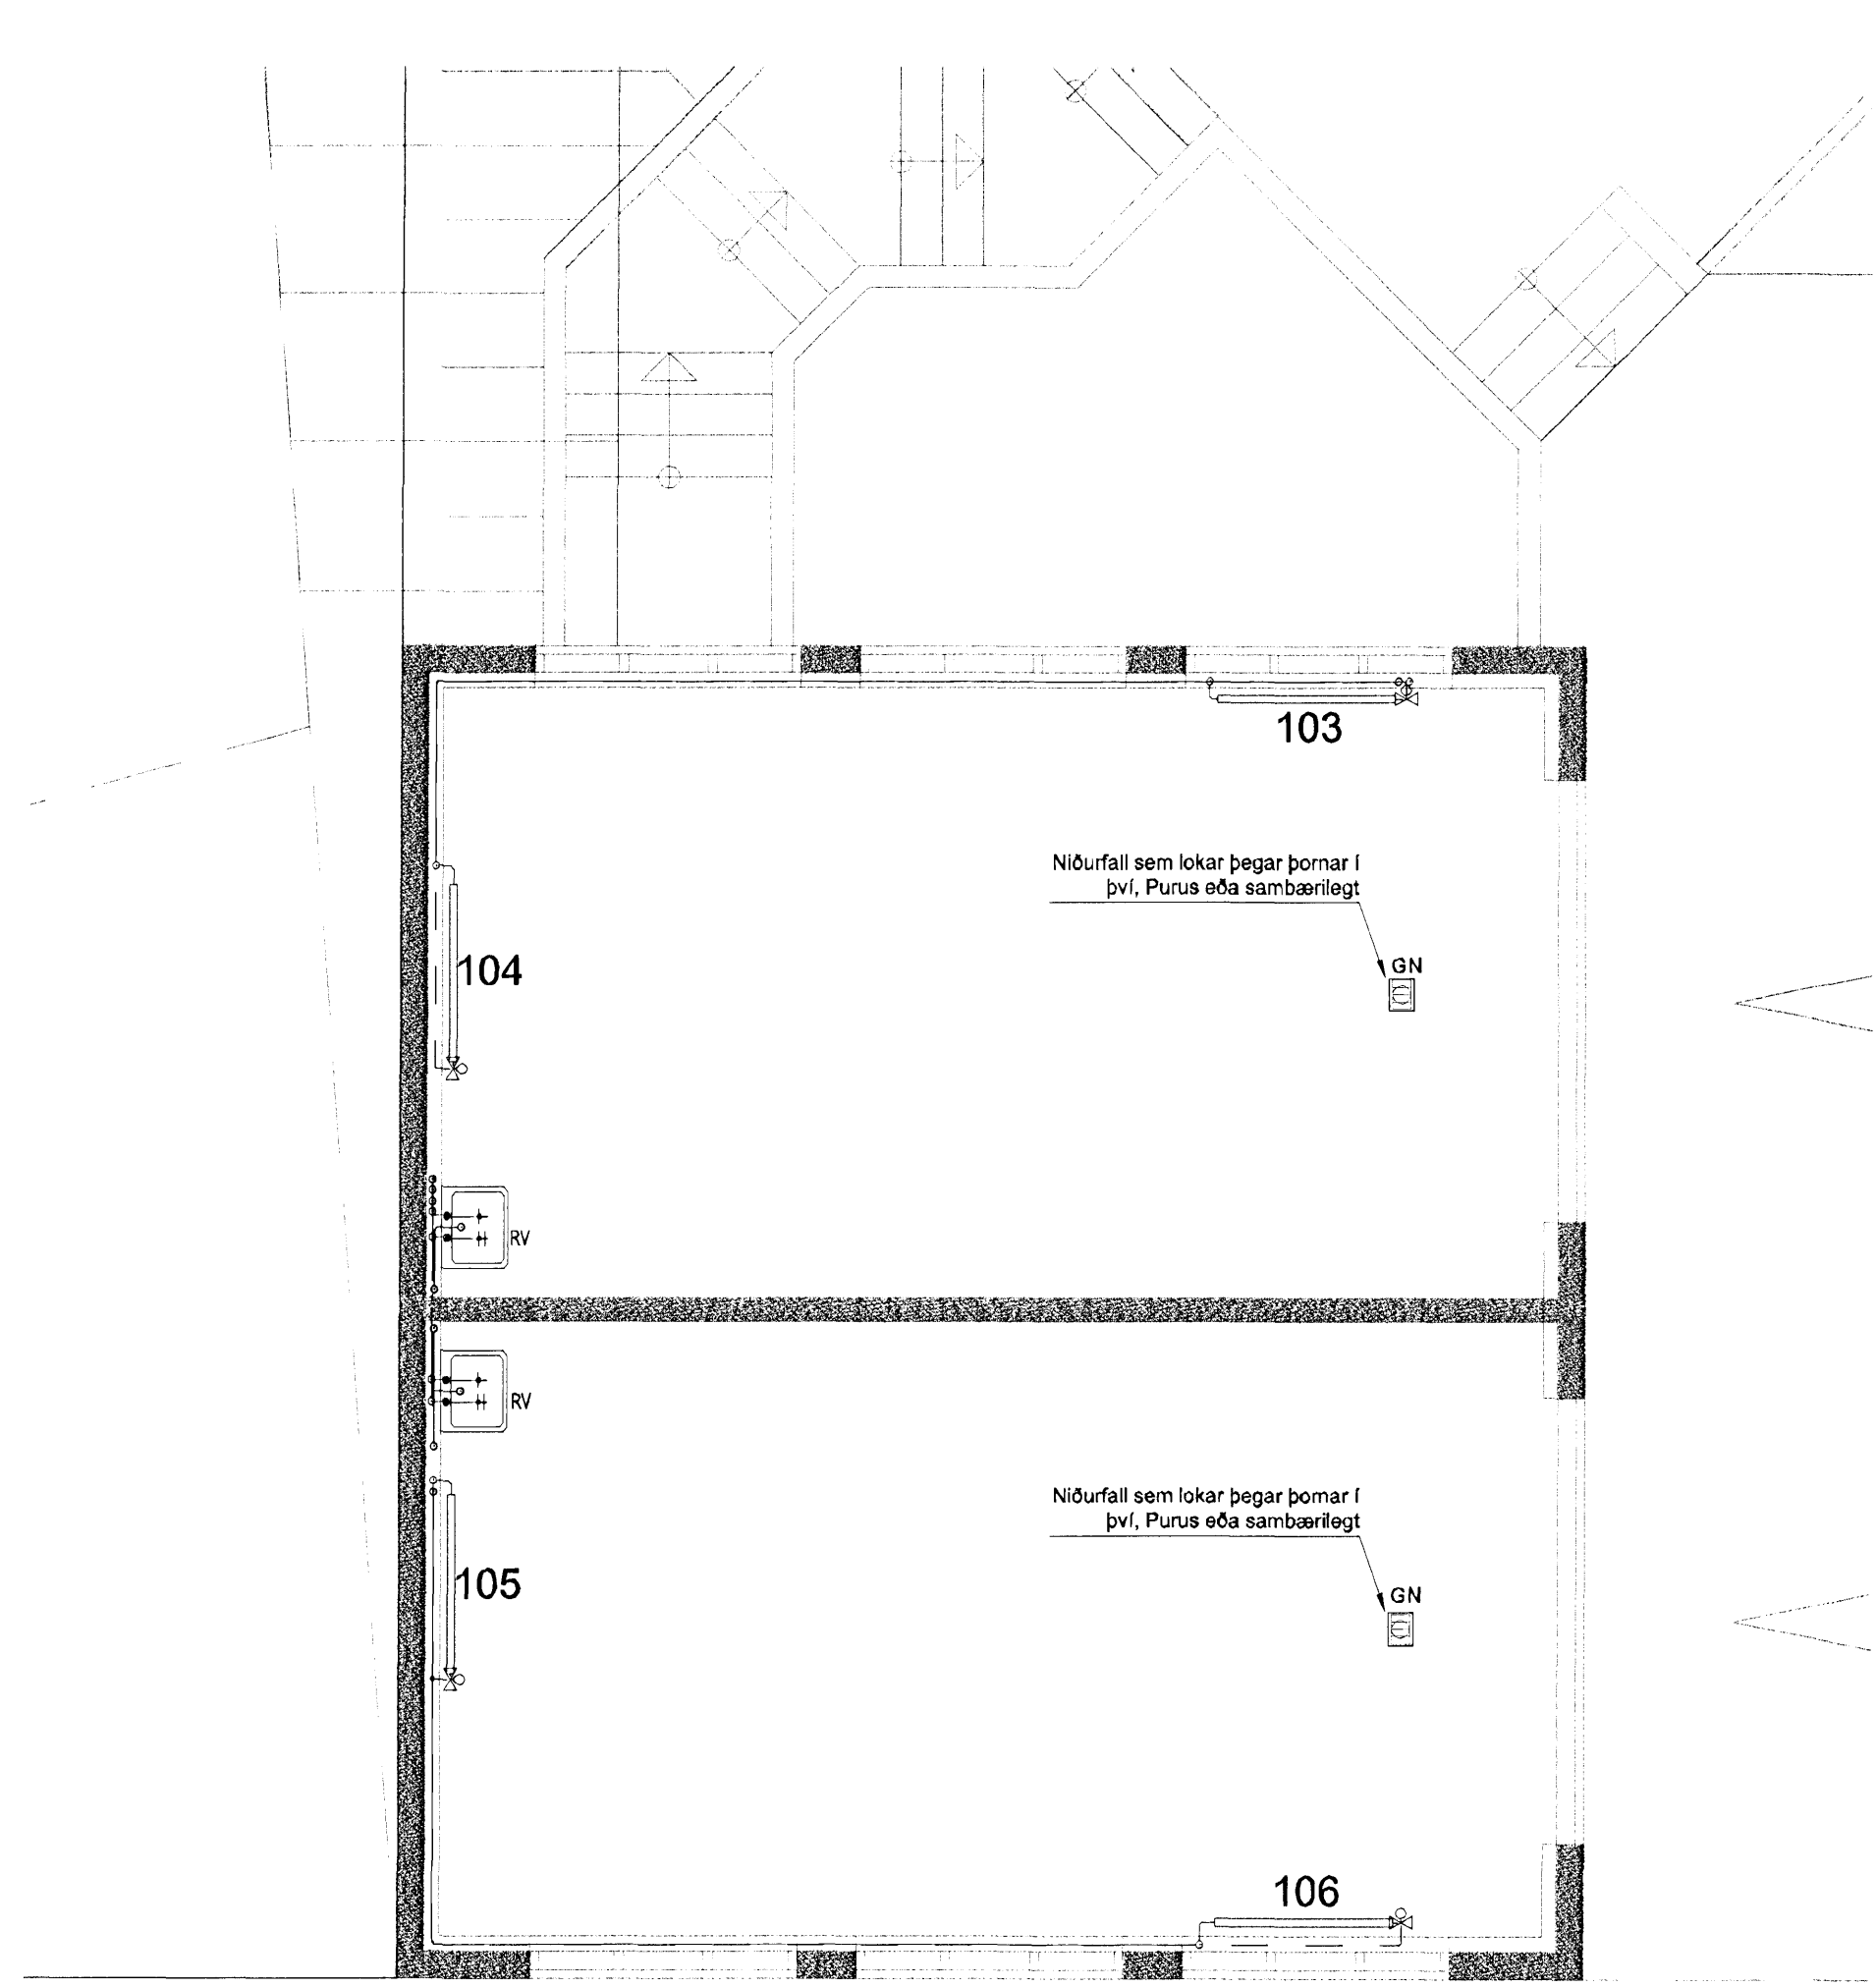 103
Niðurfall sem lokar þegar þornar í
því, Purus eða sambærilegt
GN
104
RV
RV
Niðurfall sem lokar þegar þornar í
því, Purus eða sambærilegt
GN
105
106